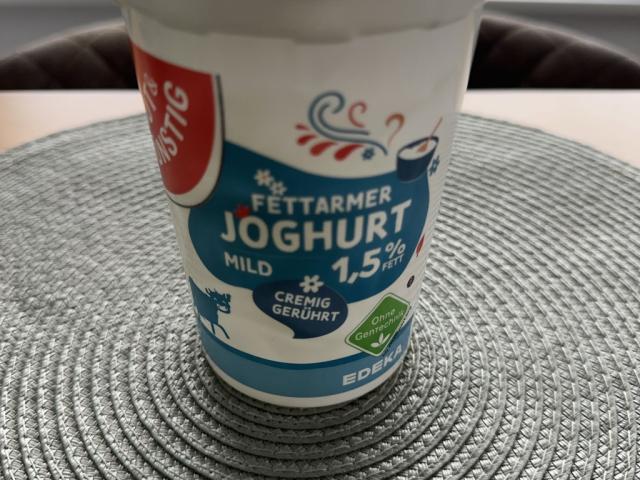 FETTARMER
JOGHURT
MILD
1,5% FETT
CREMIG
GERÜHRT
Ohne
Gentechnik
EDEKA